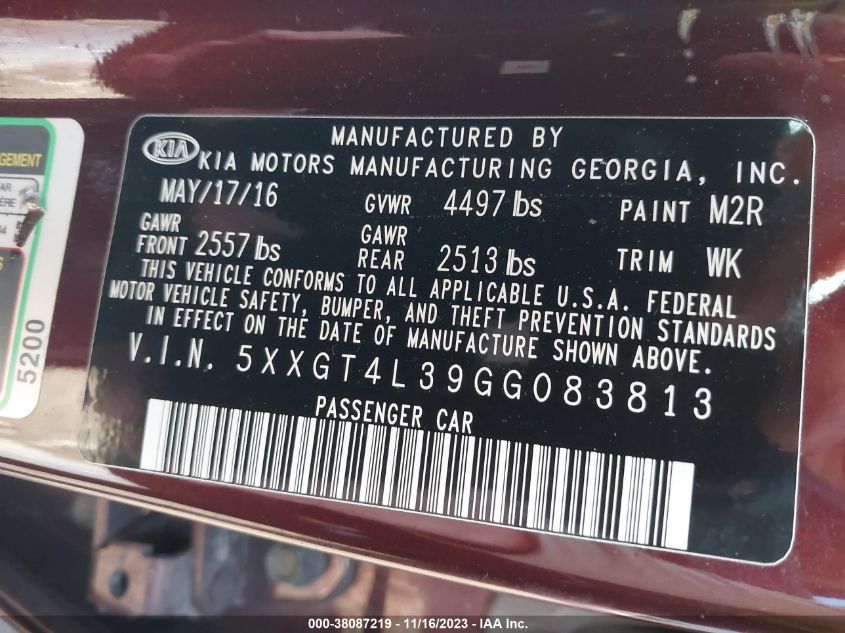 GEMENT
5200
MANUFACTURED BY
KIA KIA MOTORS MANUFACTURING GEORGIA, INC.
MAY/17/16 GVWR 4497 lbs PAINT M2R
GAWR FRONT 2557 lbs GAWR REAR 2513 lbs TRIM WK
THIS VEHICLE CONFORMS TO ALL APPLICABLE U.S.A. FEDERAL
MOTOR VEHICLE SAFETY, BUMPER, AND THEFT PREVENTION STANDARDS
IN EFFECT ON THE DATE OF MANUFACTURE SHOWN ABOVE.
V.I.N. 5XXGT4L39GG083813
PASSENGER CAR
000-38087219 - 11/16/2023 - IAA Inc.